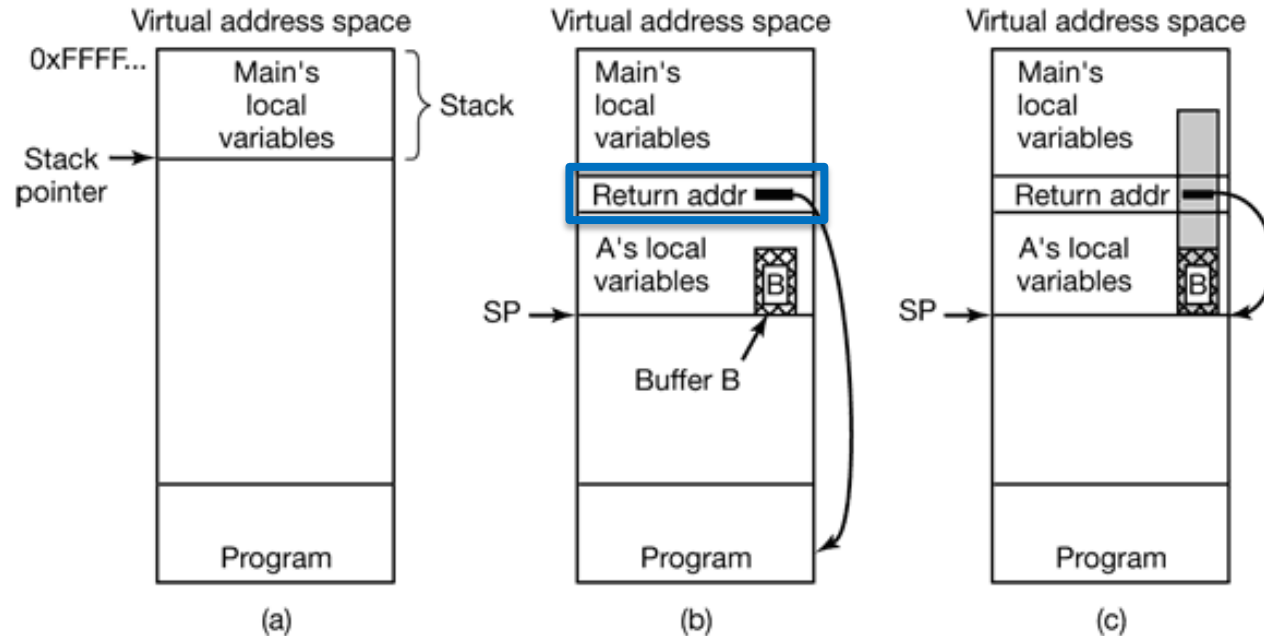 Virtual address space
0xFFFF...
Main's
local
variables
Stack
Stack
pointer
Program
(a)
Virtual address space
Main's
local
variables
Return addr
A's local
variables
B
SP
Buffer B
Program
(b)
Virtual address space
Main's
local
variables
Return addr
A's local
variables
B
SP
Program
(c)